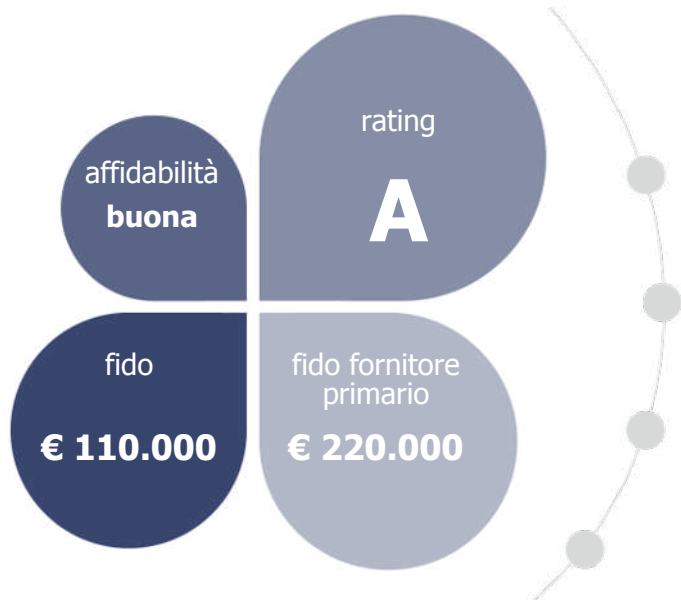 rating
A
affidabilità
buona
fido
€ 110.000
fido fornitore
primario
€ 220.000